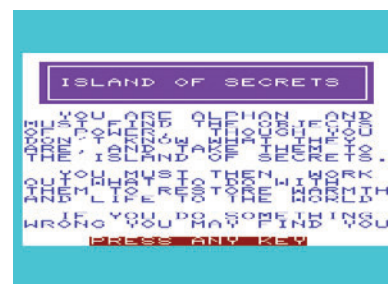 ISLAND OF SECRETS
YOU ARE ALPHAN AND
MUST FIND THE OBJECTS
OF POWER, THOUGH YOU
DON'T KNOW WHAT THEY
ARE, AND TAKE THEM TO
THE ISLAND OF SECRETS.
YOU MUST THEN WORK
OUT WHAT TO DO WITH
THEM TO RESTORE WARMTH
AND LIFE TO THE WORLD
IF YOU DO SOMETHING
WRONG YOU MAY FIND YOU
PRESS ANY KEY